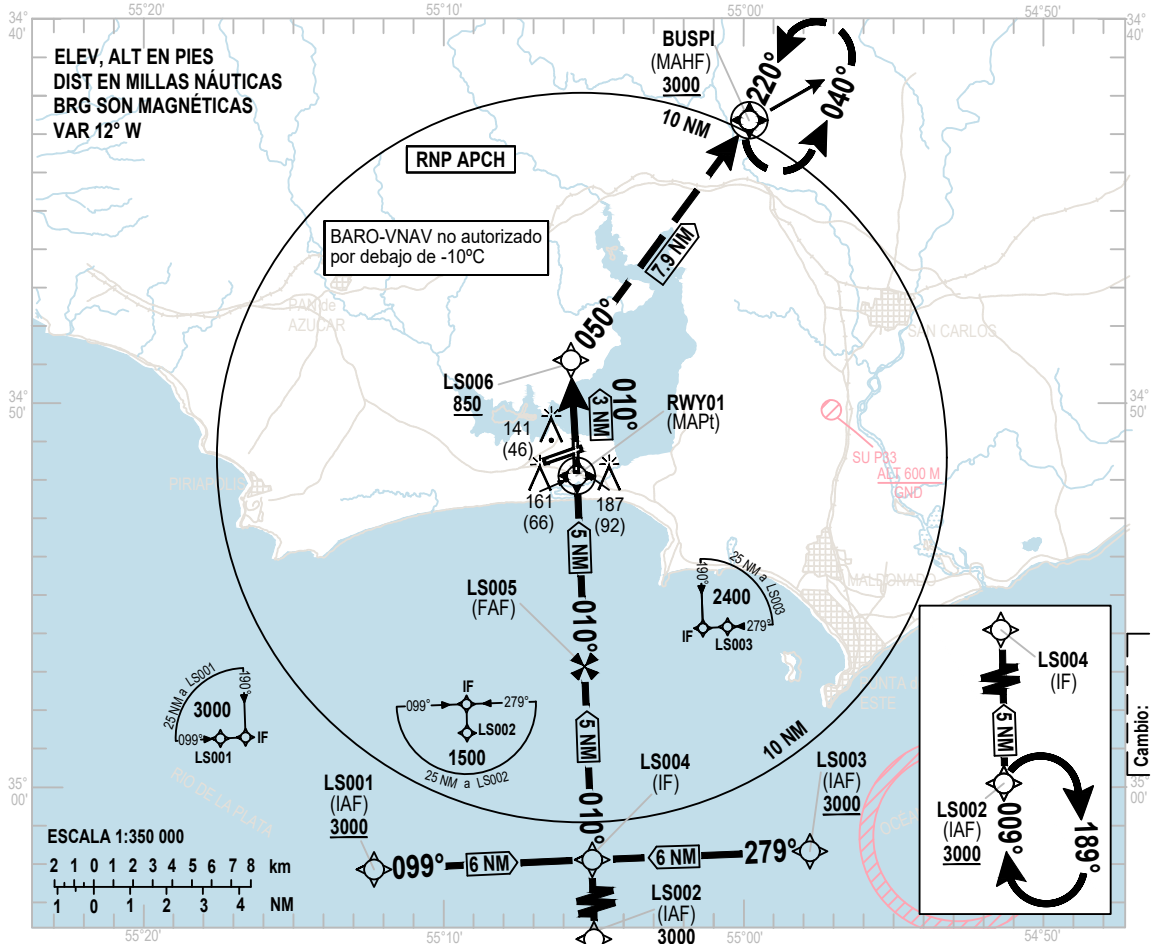 34°
40'
55°20'
55°10'
55°00'
54°50'
34°
40'
ELEV, ALT EN PIES
DIST EN MILLAS NÁUTICAS
BRG SON MAGNÉTICAS
VAR 12° W
BUSPI
(MAHF)
3000
220°
040°
10 NM
RNP APCH
BARO-VNAV no autorizado
por debajo de -10ºC
7.9 NM
050°
PAN de
AZUCAR
SAN CARLOS
LS006
850
010°
3 NM
RWY01
(MAPt)
34°
50'
34°
50'
141
(46)
161
(66)
187
(92)
SU P33
ALT 600 M
GND
PIRIAPOLIS
5 NM
LS005
(FAF)
010°
25 NM a LS003
190°
2400
279°
IF
LS003
MALDONADO
PUNTA del
ESTE
25 NM a LS001
190°
3000
099°
LS001
IF
IF
099°
279°
LS002
1500
25 NM a LS002
5 NM
10 NM
LS004
(IF)
5 NM
LS002
(IAF)
3000
009°
189°
Cambio:
RIO DE LA PLATA
35°
00'
35°
00'
LS001
(IAF)
3000
010°
LS004
(IF)
LS003
(IAF)
3000
099°
6 NM
6 NM
279°
LS002
(IAF)
3000
ESCALA 1:350 000
2 1 0 1 2 3 4 5 6 7 8 km
1 0 1 2 3 4 NM
55°20'
55°10'
55°00'
54°50'